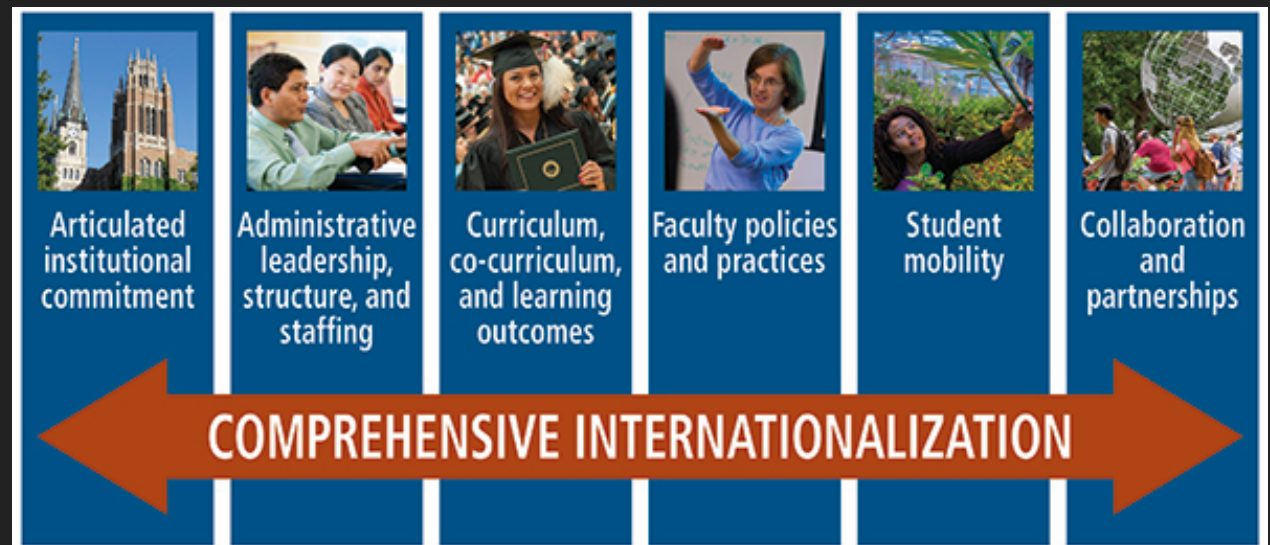 Articulated
institutional
commitment
Administrative
leadership,
structure, and
staffing
Curriculum,
co-curriculum,
and learning
outcomes
Faculty policies
and practices
Student
mobility
Collaboration
and
partnerships
COMPREHENSIVE INTERNATIONALIZATION